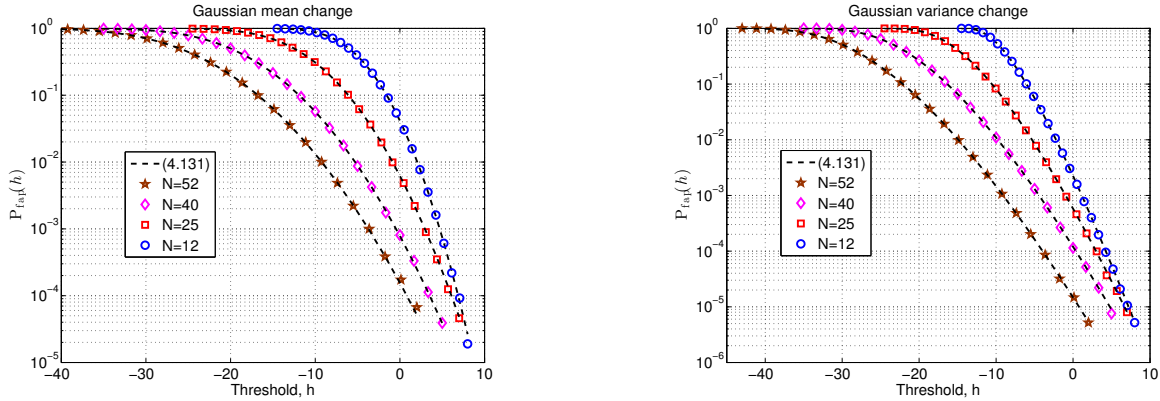 Gaussian mean change
10^0
10^-1
10^-2
10^-3
10^-4
10^-5
P_fap(h)
(4.131)
N=52
N=40
N=25
N=12
−40 −30 −20 −10 0 10
Threshold, h
Gaussian variance change
10^0
10^-1
10^-2
10^-3
10^-4
10^-5
10^-6
P_fap(h)
(4.131)
N=52
N=40
N=25
N=12
−40 −30 −20 −10 0 10
Threshold, h